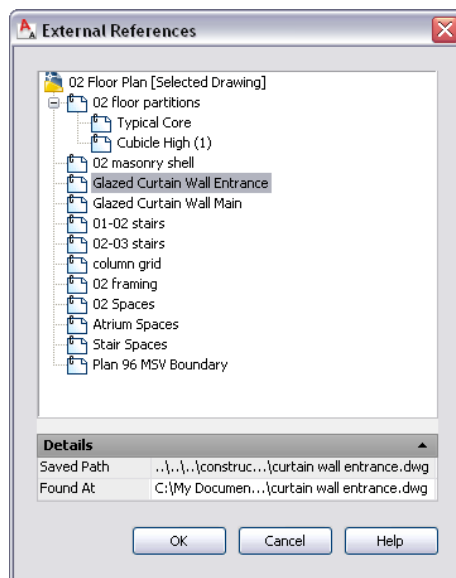 External References
02 Floor Plan [Selected Drawing]
02 floor partitions
Typical Core
Cubicle High (1)
02 masonry shell
Glazed Curtain Wall Entrance
Glazed Curtain Wall Main
01-02 stairs
02-03 stairs
column grid
02 framing
02 Spaces
Atrium Spaces
Stair Spaces
Plan 96 MSV Boundary
Details
Saved Path ..\..\..\construc...\curtain wall entrance.dwg
Found At C:\My Documen...\curtain wall entrance.dwg
OK Cancel Help